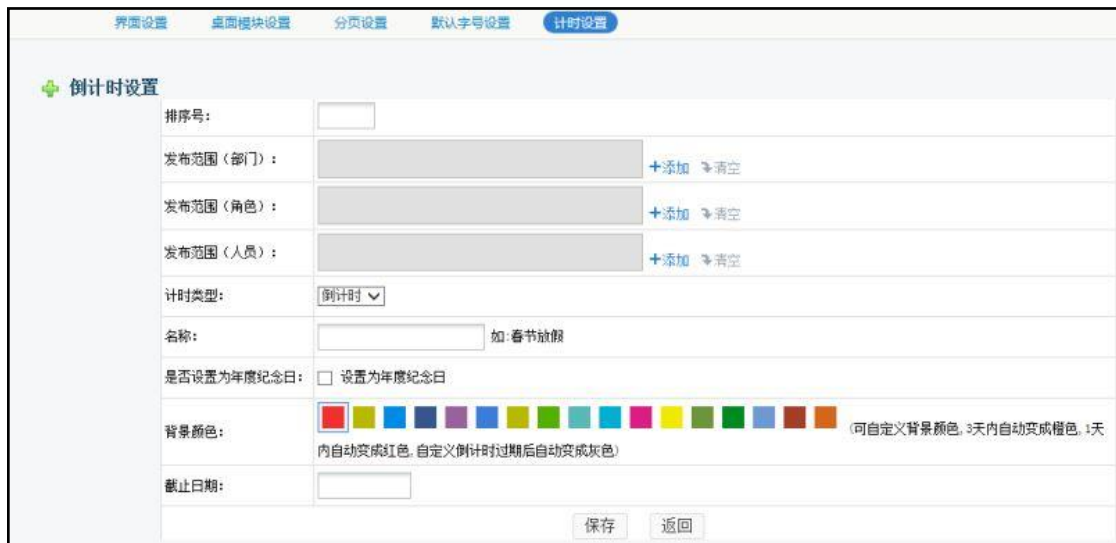 界面设置 桌面模块设置 分页设置 默认字号设置 计时设置
倒计时设置
排序号：
发布范围（部门）： 添加 清空
发布范围（角色）： 添加 清空
发布范围（人员）： 添加 清空
计时类型： 倒计时
名称： 如:春节放假
是否设置为年度纪念日： 设置为年度纪念日
背景颜色： (可自定义背景颜色,3天内自动变成橙色,1天
内自动变成红色,自定义倒计时过期后自动变成灰色)
截止日期：
保存 返回